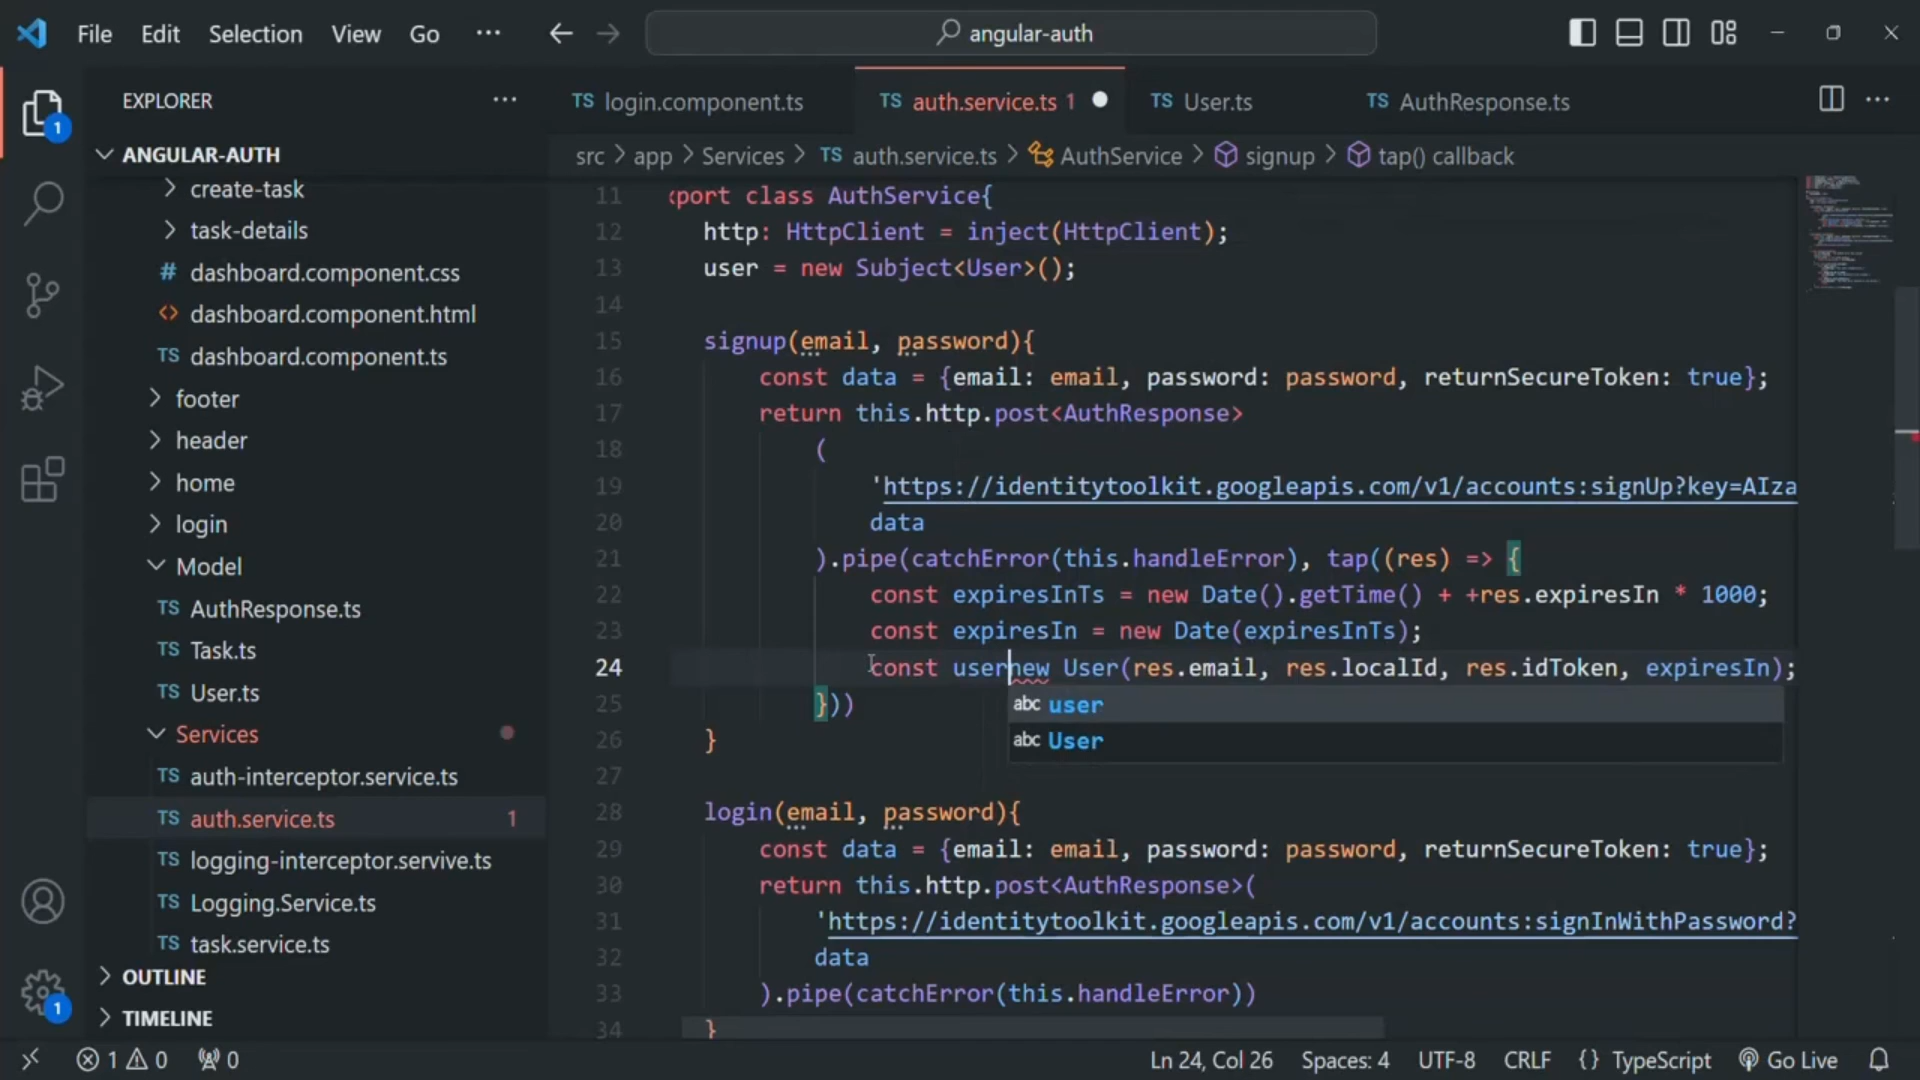 File Edit Selection View Go ··· angular-auth
EXPLORER ···
TS login.component.ts TS auth.service.ts 1 TS User.ts TS AuthResponse.ts ···
1
ANGULAR-AUTH
src > app > Services > TS auth.service.ts > AuthService > signup > tap() callback
create-task
task-details
# dashboard.component.css
<> dashboard.component.html
TS dashboard.component.ts
footer
header
home
login
Model
TS AuthResponse.ts
TS Task.ts
TS User.ts
Services
TS auth-interceptor.service.ts
TS auth.service.ts 1
TS logging-interceptor.servive.ts
TS Logging.Service.ts
TS task.service.ts
OUTLINE
TIMELINE
1
11 port class AuthService{
12 http: HttpClient = inject(HttpClient);
13 user = new Subject<User>();
14
15 signup(email, password){
16 const data = {email: email, password: password, returnSecureToken: true};
17 return this.http.post<AuthResponse>
18 (
19 'https://identitytoolkit.googleapis.com/v1/accounts:signUp?key=AIza
20 data
21 ).pipe(catchError(this.handleError), tap((res) => {
22 const expiresInTs = new Date().getTime() + +res.expiresIn * 1000;
23 const expiresIn = new Date(expiresInTs);
24 const usernew User(res.email, res.localId, res.idToken, expiresIn);
25 }))
abc user
abc User
26 }
27
28 login(email, password){
29 const data = {email: email, password: password, returnSecureToken: true};
30 return this.http.post<AuthResponse>(
31 'https://identitytoolkit.googleapis.com/v1/accounts:signInWithPassword?
32 data
33 ).pipe(catchError(this.handleError))
34 }
1 0 0 Ln 24, Col 26 Spaces: 4 UTF-8 CRLF {} TypeScript Go Live